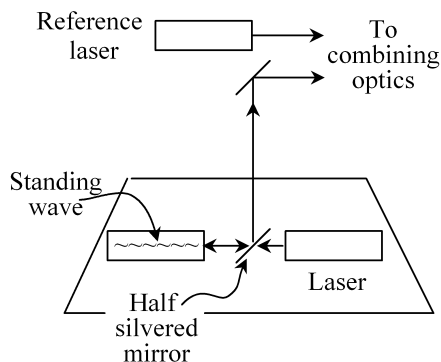 Reference
laser
To
combining
optics
Standing
wave
Laser
Half
silvered
mirror